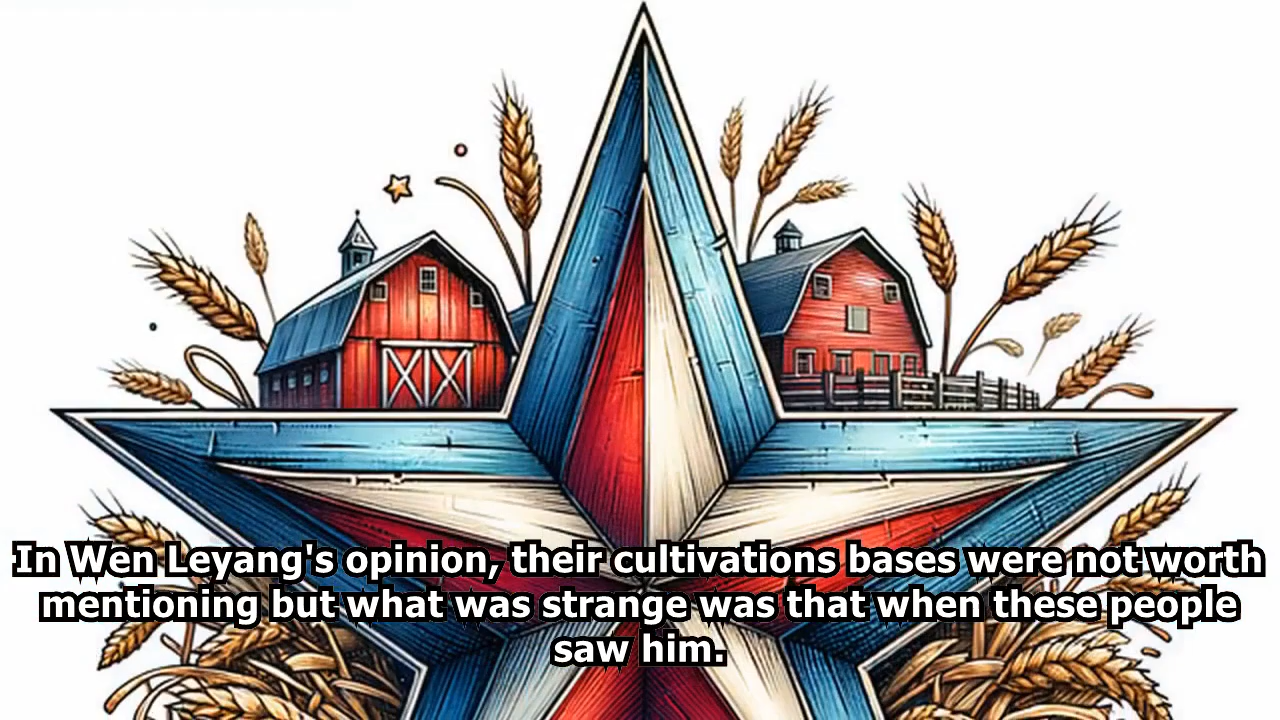 In Wen Leyang's opinion, their cultivations bases were not worth
mentioning but what was strange was that when these people
saw him.